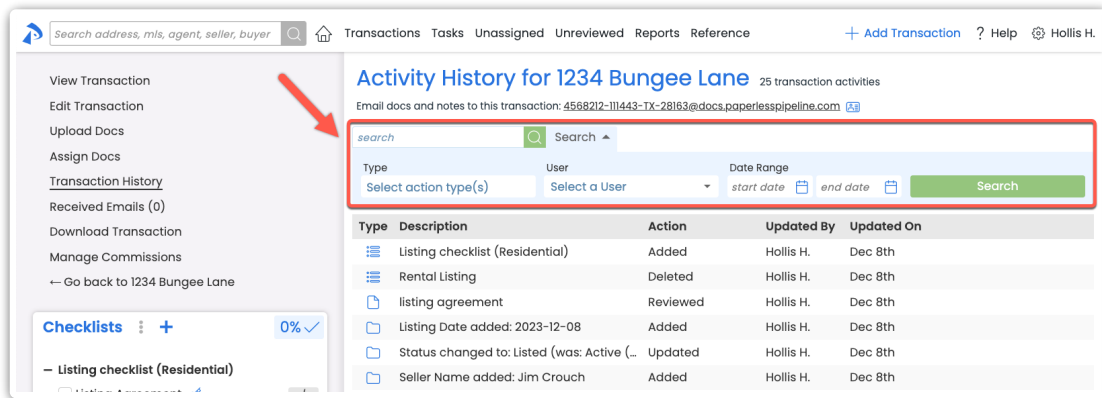 Search address, mls, agent, seller, buyer
Transactions Tasks Unassigned Unreviewed Reports Reference
+ Add Transaction ? Help Hollis H.
View Transaction
Edit Transaction
Upload Docs
Assign Docs
Transaction History
Received Emails (0)
Download Transaction
Manage Commissions
← Go back to 1234 Bungee Lane
Checklists + 0%
– Listing checklist (Residential)
Listing Agreement
Activity History for 1234 Bungee Lane 25 transaction activities
Email docs and notes to this transaction: 4568212-111443-TX-28163@docs.paperlesspipeline.com
search Search
Type User Date Range
Select action type(s) Select a User start date end date Search
Type Description Action Updated By Updated On
Listing checklist (Residential) Added Hollis H. Dec 8th
Rental Listing Deleted Hollis H. Dec 8th
listing agreement Reviewed Hollis H. Dec 8th
Listing Date added: 2023-12-08 Added Hollis H. Dec 8th
Status changed to: Listed (was: Active (... Updated Hollis H. Dec 8th
Seller Name added: Jim Crouch Added Hollis H. Dec 8th